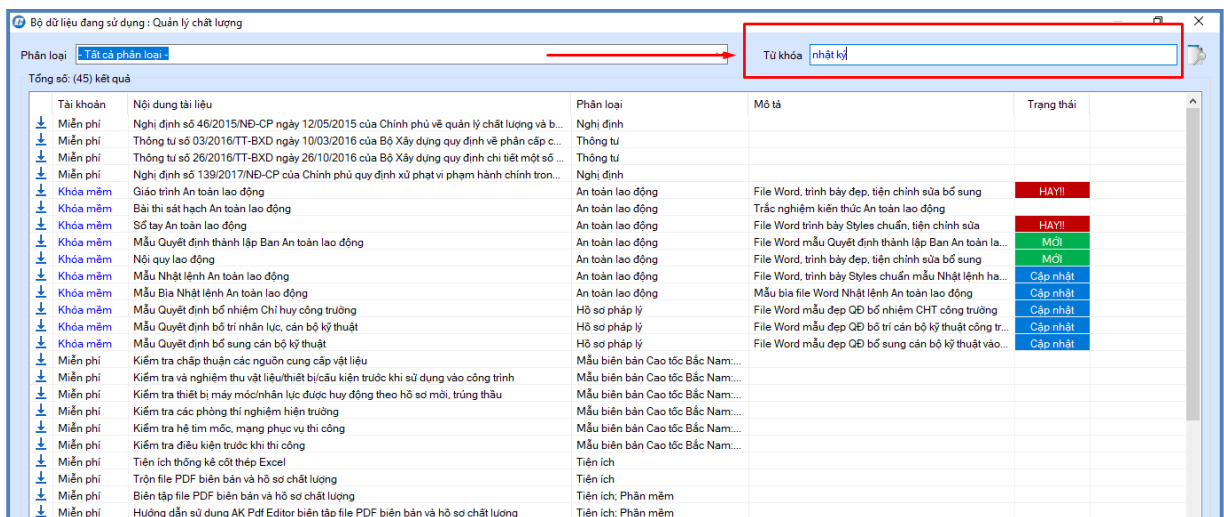 Bộ dữ liệu đang sử dụng : Quản lý chất lượng
Phân loại - Tất cả phân loại - Từ khóa nhật ký
Tổng số: (45) kết quả
Tài khoản Nội dung tài liệu Phân loại Mô tả Trạng thái
Miễn phí Nghị định số 46/2015/NĐ-CP ngày 12/05/2015 của Chính phủ về quản lý chất lượng và b... Nghị định
Miễn phí Thông tư số 03/2016/TT-BXD ngày 10/03/2016 của Bộ Xây dựng quy định về phân cấp c... Thông tư
Miễn phí Thông tư số 26/2016/TT-BXD ngày 26/10/2016 của Bộ Xây dựng quy định chi tiết một số ... Thông tư
Miễn phí Nghị định số 139/2017/NĐ-CP của Chính phủ quy định xử phạt vi phạm hành chính tron... Nghị định
Khóa mềm Giáo trình An toàn lao động An toàn lao động File Word, trình bày đẹp, tiện chỉnh sửa bổ sung HAY!!
Khóa mềm Bài thi sát hạch An toàn lao động An toàn lao động Trắc nghiệm kiến thức An toàn lao động
Khóa mềm Sổ tay An toàn lao động An toàn lao động File Word trình bày Styles chuẩn, tiện chỉnh sửa HAY!!
Khóa mềm Mẫu Quyết định thành lập Ban An toàn lao động An toàn lao động File Word mẫu Quyết định thành lập Ban An toàn la... MỚI
Khóa mềm Nội quy lao động An toàn lao động File Word, trình bày đẹp, tiện chỉnh sửa bổ sung MỚI
Khóa mềm Mẫu Nhật lệnh An toàn lao động An toàn lao động File Word, trình bày Styles chuẩn mẫu Nhật lệnh ha... Cập nhật
Khóa mềm Mẫu Bìa Nhật lệnh An toàn lao động An toàn lao động Mẫu bìa file Word Nhật lệnh An toàn lao động Cập nhật
Khóa mềm Mẫu Quyết định bổ nhiệm Chỉ huy công trường Hồ sơ pháp lý File Word mẫu đẹp QĐ bổ nhiệm CHT công trường Cập nhật
Khóa mềm Mẫu Quyết định bố trí nhân lực, cán bộ kỹ thuật Hồ sơ pháp lý File Word mẫu đẹp QĐ bố trí cán bộ kỹ thuật công tr... Cập nhật
Khóa mềm Mẫu Quyết định bổ sung cán bộ kỹ thuật Hồ sơ pháp lý File Word mẫu đẹp QĐ bổ sung cán bộ kỹ thuật vào... Cập nhật
Miễn phí Kiểm tra chấp thuận các nguồn cung cấp vật liệu Mẫu biên bản Cao tốc Bắc Nam:...
Miễn phí Kiểm tra và nghiệm thu vật liệu/thiết bị/cấu kiện trước khi sử dụng vào công trình Mẫu biên bản Cao tốc Bắc Nam:...
Miễn phí Kiểm tra thiết bị máy móc/nhân lực được huy động theo hồ sơ mời, trúng thầu Mẫu biên bản Cao tốc Bắc Nam:...
Miễn phí Kiểm tra các phòng thí nghiệm hiện trường Mẫu biên bản Cao tốc Bắc Nam:...
Miễn phí Kiểm tra hệ tim mốc, mạng phục vụ thi công Mẫu biên bản Cao tốc Bắc Nam:...
Miễn phí Kiểm tra điều kiện trước khi thi công Mẫu biên bản Cao tốc Bắc Nam:...
Miễn phí Tiện ích thống kê cốt thép Excel Tiện ích
Miễn phí Trộn file PDF biên bản và hồ sơ chất lượng Tiện ích
Miễn phí Biên tập file PDF biên bản và hồ sơ chất lượng Tiện ích; Phần mềm
Miễn phí Hướng dẫn sử dụng AK Pdf Editor biên tập file PDF biên bản và hồ sơ chất lượng Tiện ích; Phần mềm